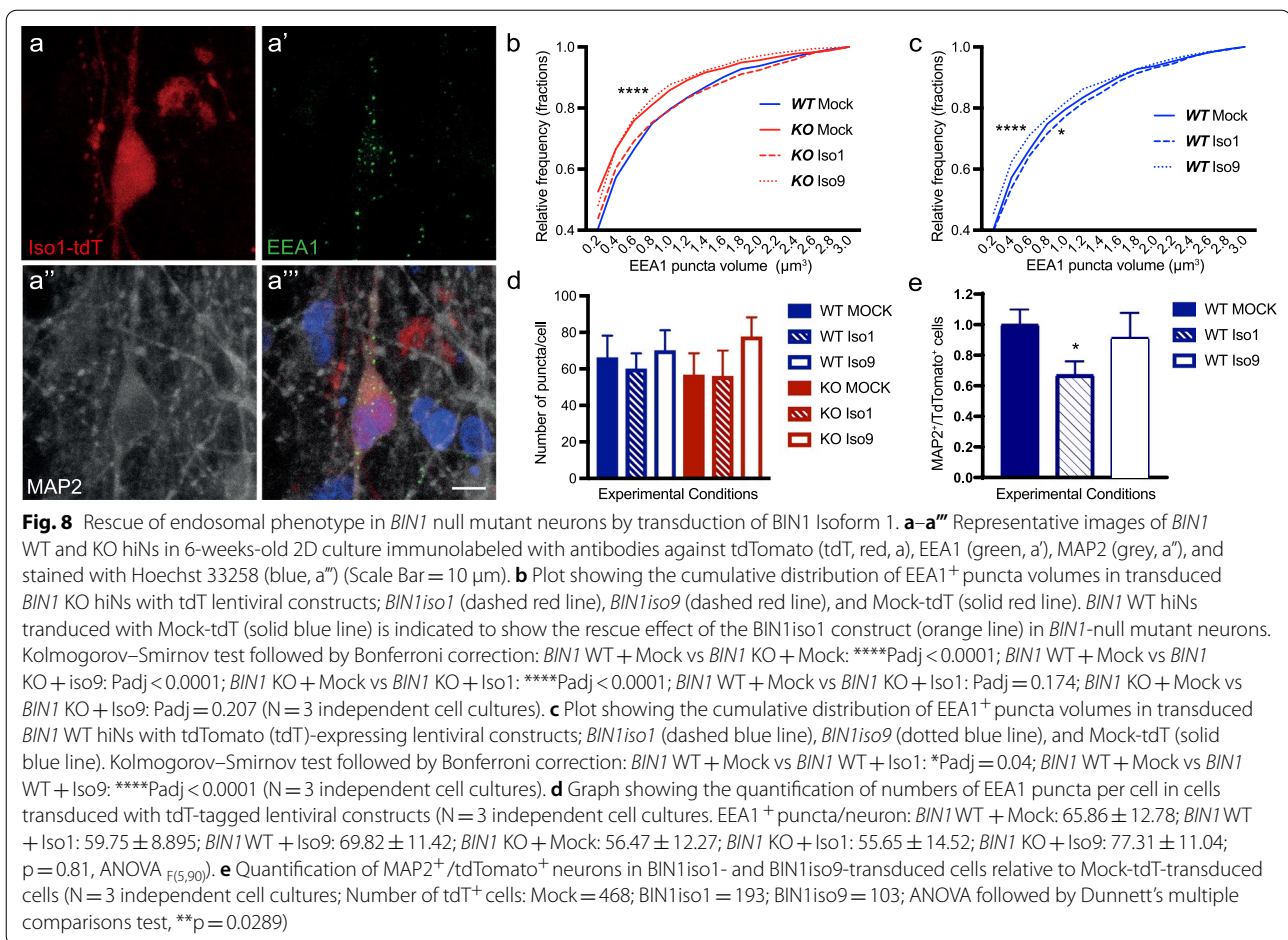 a
a'
Iso1-tdT
EEA1
a''
a'''
MAP2
b
Relative frequency (fractions)
1.0
0.8
0.6
0.4
****
WT Mock
KO Mock
KO Iso1
KO Iso9
0.2 0.4 0.6 0.8 1.0 1.2 1.4 1.6 1.8 2.0 2.2 2.4 2.6 2.8 3.0
EEA1 puncta volume (µm³)
c
Relative frequency (fractions)
1.0
0.8
0.6
0.4
****
*
WT Mock
WT Iso1
WT Iso9
0.2 0.4 0.6 0.8 1.0 1.2 1.4 1.6 1.8 2.0 2.2 2.4 2.6 2.8 3.0
EEA1 puncta volume (µm³)
d
Number of puncta/cell
100
80
60
40
20
0
Experimental Conditions
WT MOCK
WT Iso1
WT Iso9
KO MOCK
KO Iso1
KO Iso9
e
MAP2⁺/TdTomato⁺ cells
1.2
1.0
0.8
0.6
0.4
0.2
0.0
*
Experimental Conditions
WT MOCK
WT Iso1
WT Iso9
Fig. 8 Rescue of endosomal phenotype in BIN1 null mutant neurons by transduction of BIN1 Isoform 1. a–a''' Representative images of BIN1
WT and KO hiNs in 6-weeks-old 2D culture immunolabeled with antibodies against tdTomato (tdT, red, a), EEA1 (green, a'), MAP2 (grey, a''), and
stained with Hoechst 33258 (blue, a''') (Scale Bar = 10 µm). b Plot showing the cumulative distribution of EEA1⁺ puncta volumes in transduced
BIN1 KO hiNs with tdT lentiviral constructs; BIN1iso1 (dashed red line), BIN1iso9 (dashed red line), and Mock-tdT (solid red line). BIN1 WT hiNs
tranduced with Mock-tdT (solid blue line) is indicated to show the rescue effect of the BIN1iso1 construct (orange line) in BIN1-null mutant neurons.
Kolmogorov–Smirnov test followed by Bonferroni correction: BIN1 WT + Mock vs BIN1 KO + Mock: ****Padj < 0.0001; BIN1 WT + Mock vs BIN1
KO + iso9: Padj < 0.0001; BIN1 KO + Mock vs BIN1 KO + Iso1: ****Padj < 0.0001; BIN1 WT + Mock vs BIN1 KO + Iso1: Padj = 0.174; BIN1 KO + Mock vs
BIN1 KO + Iso9: Padj = 0.207 (N = 3 independent cell cultures). c Plot showing the cumulative distribution of EEA1⁺ puncta volumes in transduced
BIN1 WT hiNs with tdTomato (tdT)-expressing lentiviral constructs; BIN1iso1 (dashed blue line), BIN1iso9 (dotted blue line), and Mock-tdT (solid
blue line). Kolmogorov–Smirnov test followed by Bonferroni correction: BIN1 WT + Mock vs BIN1 WT + Iso1: *Padj = 0.04; BIN1 WT + Mock vs BIN1
WT + Iso9: ****Padj < 0.0001 (N = 3 independent cell cultures). d Graph showing the quantification of numbers of EEA1 puncta per cell in cells
transduced with tdT-tagged lentiviral constructs (N = 3 independent cell cultures. EEA1⁺ puncta/neuron: BIN1 WT + Mock: 65.86 ± 12.78; BIN1 WT
+ Iso1: 59.75 ± 8.895; BIN1 WT + Iso9: 69.82 ± 11.42; BIN1 KO + Mock: 56.47 ± 12.27; BIN1 KO + Iso1: 55.65 ± 14.52; BIN1 KO + Iso9: 77.31 ± 11.04;
p = 0.81, ANOVA F(5,90)). e Quantification of MAP2⁺/tdTomato⁺ neurons in BIN1iso1- and BIN1iso9-transduced cells relative to Mock-tdT-transduced
cells (N = 3 independent cell cultures; Number of tdT⁺ cells: Mock = 468; BIN1iso1 = 193; BIN1iso9 = 103; ANOVA followed by Dunnett's multiple
comparisons test, **p = 0.0289)